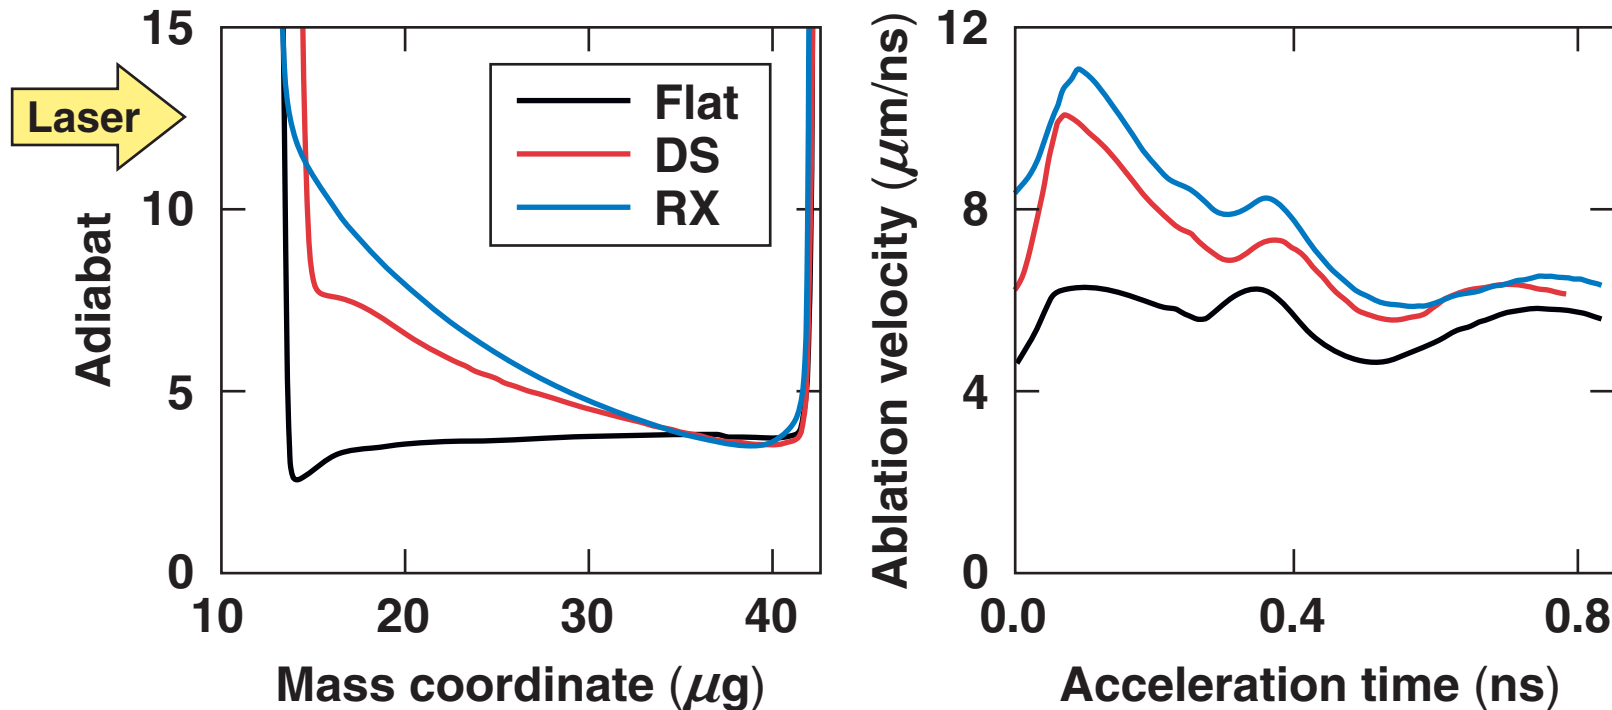 Laser
Adiabat
15
10
5
0
Flat
DS
RX
10 20 30 40
Mass coordinate (μg)
Ablation velocity (μm/ns)
12
8
4
0
0.0 0.4 0.8
Acceleration time (ns)